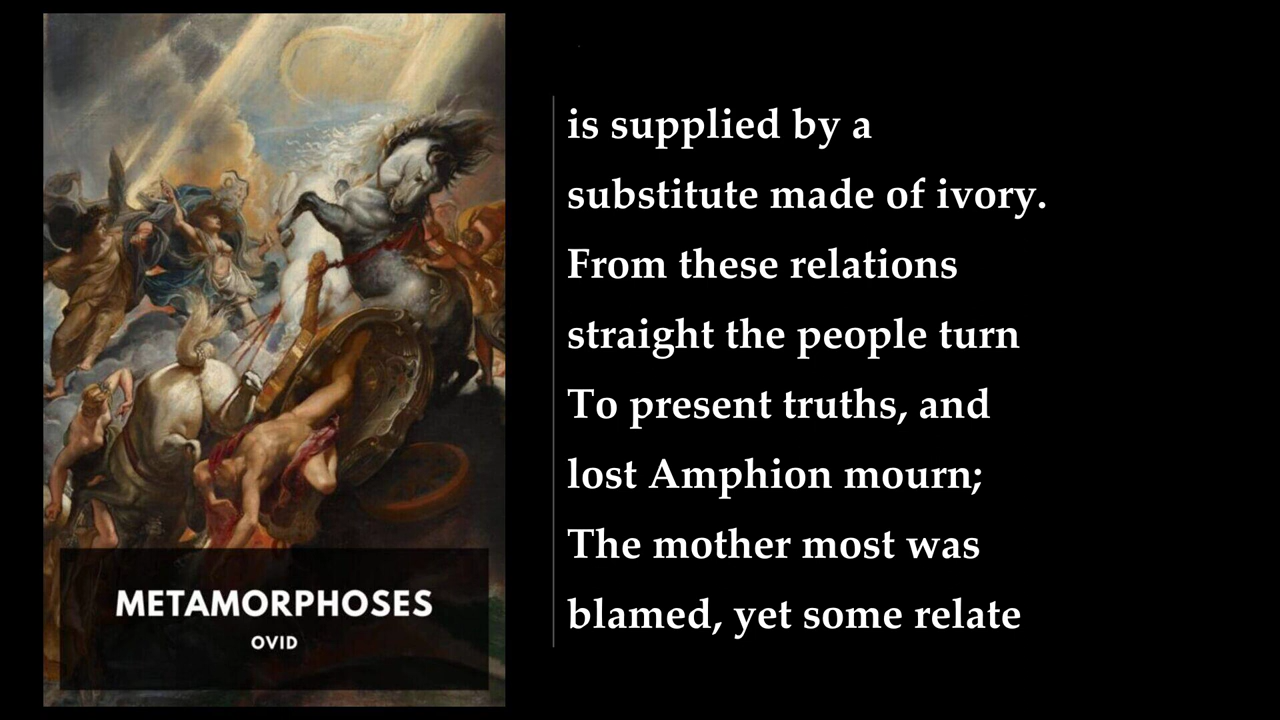 METAMORPHOSES
OVID
is supplied by a
substitute made of ivory.
From these relations
straight the people turn
To present truths, and
lost Amphion mourn;
The mother most was
blamed, yet some relate